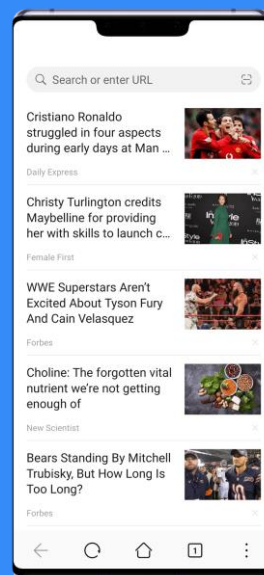 Search or enter URL
Cristiano Ronaldo
struggled in four aspects
during early days at Man ...
Daily Express
Christy Turlington credits
Maybelline for providing
her with skills to launch c...
InStyle
Female First
WWE Superstars Aren't
Excited About Tyson Fury
And Cain Velasquez
Forbes
Choline: The forgotten vital
nutrient we're not getting
enough of
New Scientist
Bears Standing By Mitchell
Trubisky, But How Long Is
Too Long?
Forbes
1